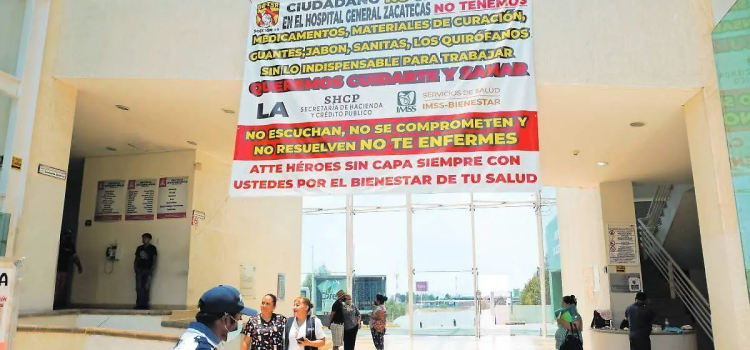 CIUDADANO
EN EL HOSPITAL GENERAL ZACATECAS NO TENEMOS
MEDICAMENTOS, MATERIALES DE CURACIÓN,
GUANTES, JABON, SANITAS, LOS QUIRÓFANOS
SIN LO INDISPENSABLE PARA TRABAJAR
QUEREMOS CUIDARTE Y SANAR
LA SHCP
SECRETARÍA DE HACIENDA
Y CRÉDITO PÚBLICO
IMSS
SERVICIOS DE SALUD
IMSS-BIENESTAR
NO ESCUCHAN, NO SE COMPROMETEN Y
NO RESUELVEN NO TE ENFERMES
ATTE HÉROES SIN CAPA SIEMPRE CON
USTEDES POR EL BIENESTAR DE TU SALUD